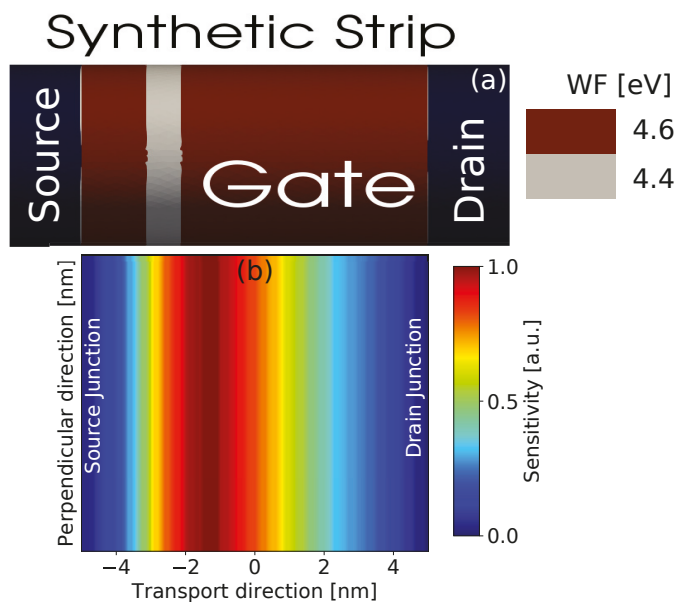 Synthetic Strip
(a)
Source
Gate
Drain
WF [eV]
4.6
4.4
(b)
Perpendicular direction [nm]
Source Junction
Drain Junction
1.0
0.5
0.0
Sensitivity [a.u.]
−4 −2 0 2 4
Transport direction [nm]